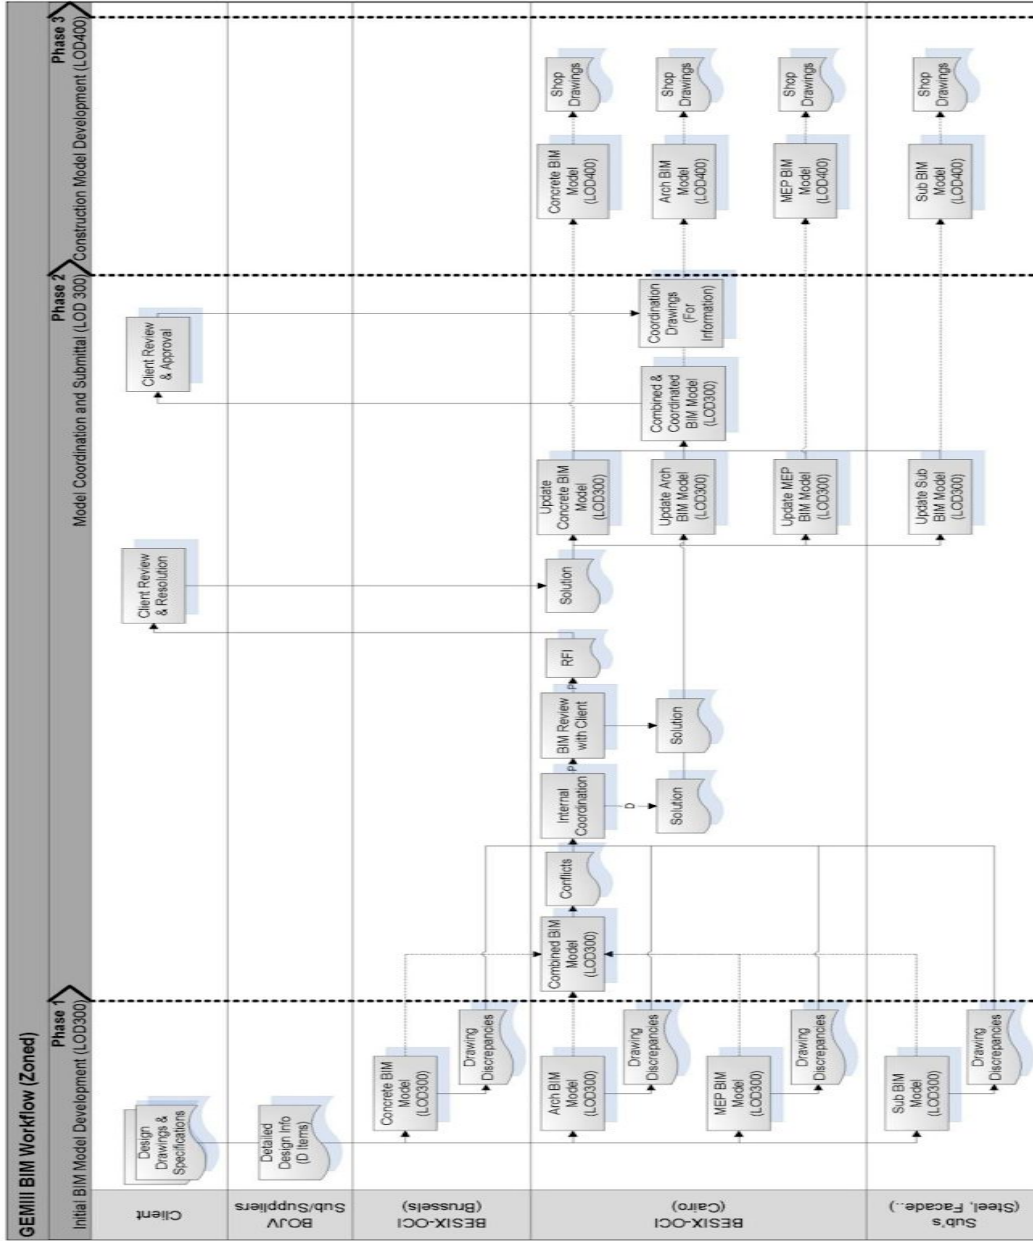 GEMIII BIM Workflow (Zoned)
Phase 1
Initial BIM Model Development (LOD300)
Phase 2
Model Coordination and Submittal (LOD 300)
Phase 3
Construction Model Development (LOD400)
Client
Design
Drawings &
Specifications
Client Review
& Resolution
Client Review
& Approval
BOJV
Sub/Suppliers
Detailed
Design Info
(D Items)
BESIX-OCI
(Brussels)
Concrete BIM
Model
(LOD300)
Drawing
Discrepancies
BESIX-OCI
(Cairo)
Arch BIM
Model
(LOD300)
Drawing
Discrepancies
MEP BIM
Model
(LOD300)
Drawing
Discrepancies
Combined BIM
Model
(LOD300)
Conflicts
Internal
Coordination
D
Solution
P
BIM Review
with Client
Solution
P
RFI
Solution
Update
Concrete BIM
Model
(LOD300)
Update Arch
BIM Model
(LOD300)
Update MEP
BIM Model
(LOD300)
Combined &
Coordinated
BIM Model
(LOD300)
Coordination
Drawings
(For
Information)
Concrete BIM
Model
(LOD400)
Shop
Drawings
Arch BIM
Model
(LOD400)
Shop
Drawings
MEP BIM
Model
(LOD400)
Shop
Drawings
Sub's
(Steel, Facade..)
Sub BIM
Model
(LOD300)
Drawing
Discrepancies
Update Sub
BIM Model
(LOD300)
Sub BIM
Model
(LOD400)
Shop
Drawings